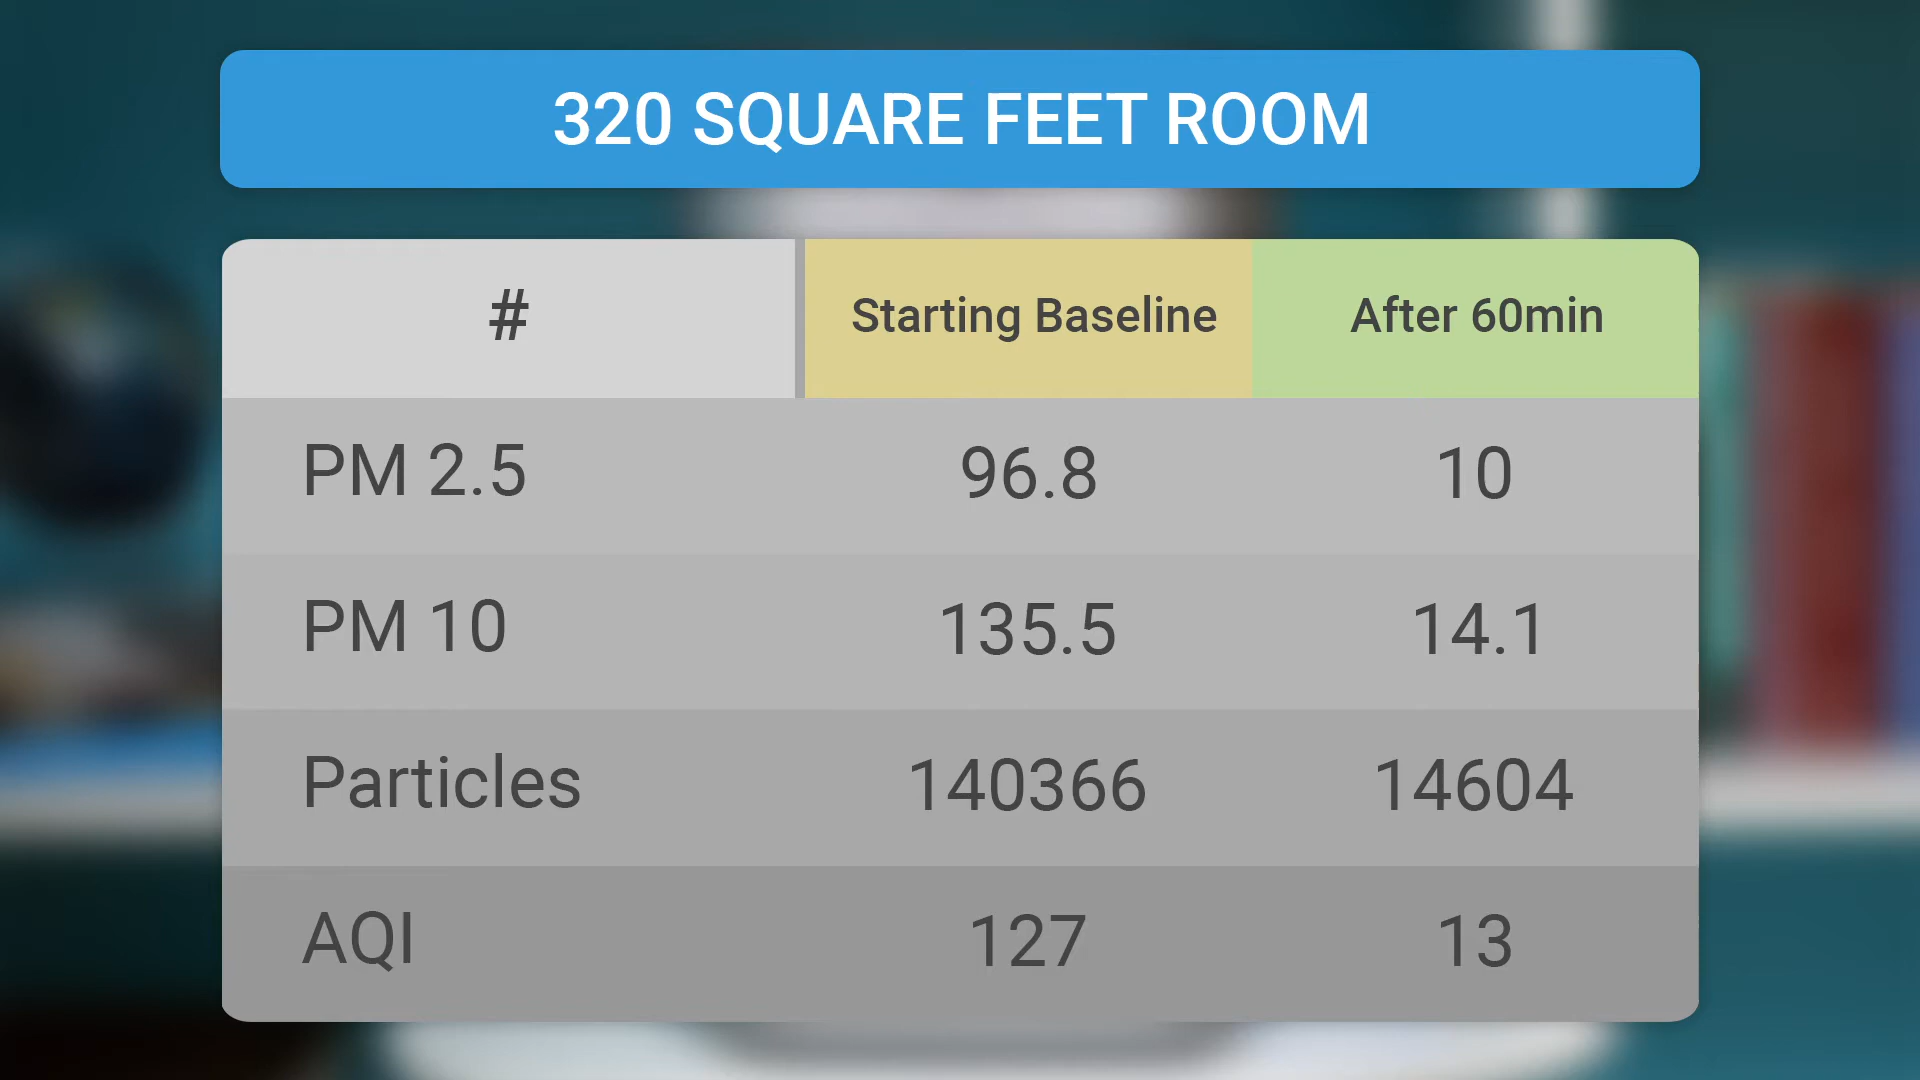 320 SQUARE FEET ROOM
# Starting Baseline After 60min
PM 2.5 96.8 10
PM 10 135.5 14.1
Particles 140366 14604
AQI 127 13